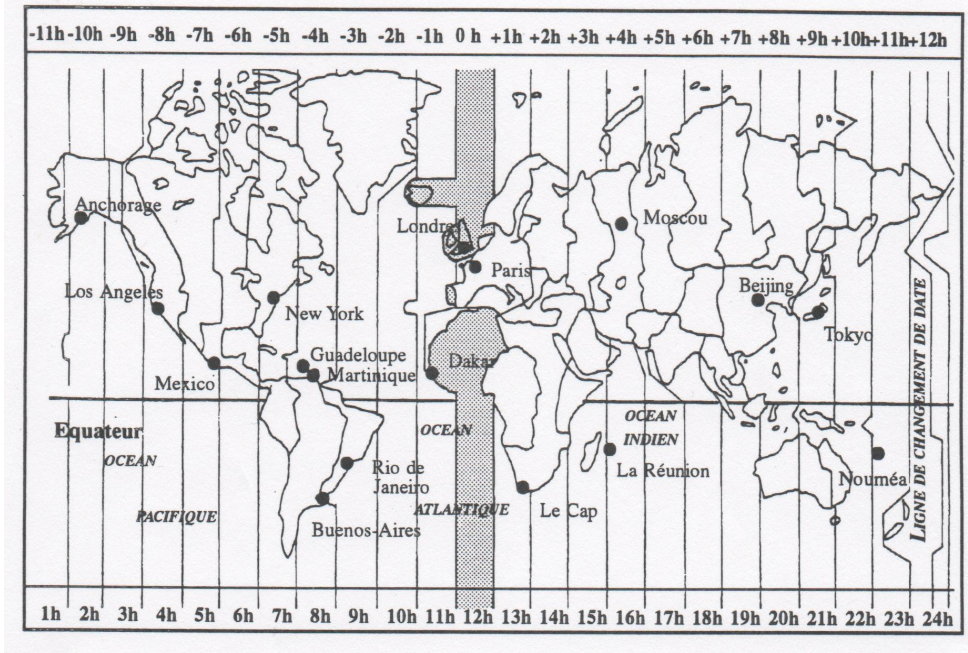 -11h -10h -9h -8h -7h -6h -5h -4h -3h -2h -1h 0 h +1h +2h +3h +4h +5h +6h +7h +8h +9h +10h +11h +12h
Anchorage
Londres
Moscou
Paris
Los Angeles
New York
Beijing
Tokyo
Guadeloupe
Martinique
Mexico
Dakar
Equateur
OCEAN
PACIFIQUE
OCEAN
ATLANTIQUE
OCEAN
INDIEN
Rio de
Janeiro
Buenos-Aires
La Réunion
Le Cap
Nouméa
LIGNE DE CHANGEMENT DE DATE
1h 2h 3h 4h 5h 6h 7h 8h 9h 10h 11h 12h 13h 14h 15h 16h 17h 18h 19h 20h 21h 22h 23h 24h